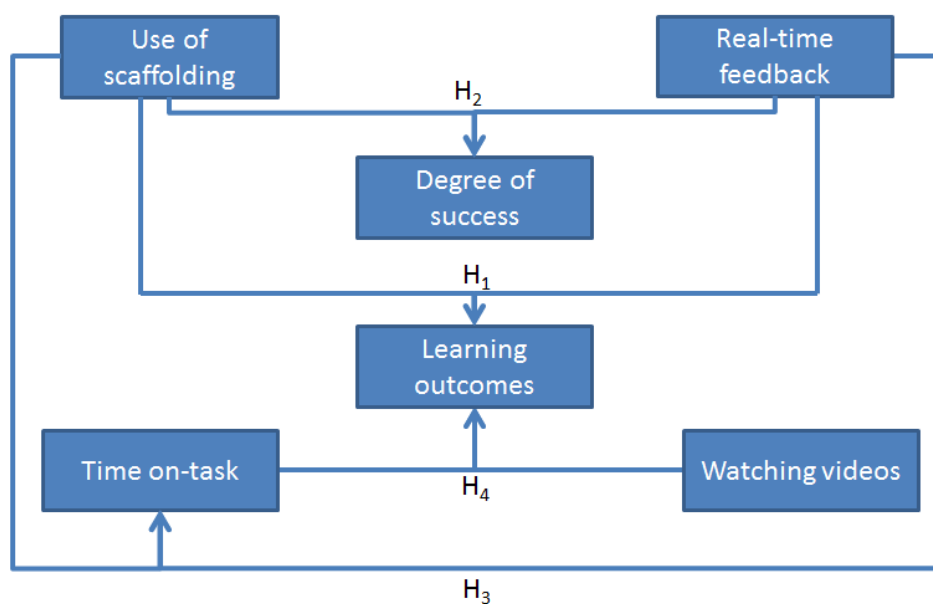 Use of
scaffolding
Real-time
feedback
H₂
Degree of
success
H₁
Learning
outcomes
Time on-task
Watching videos
H₄
H₃